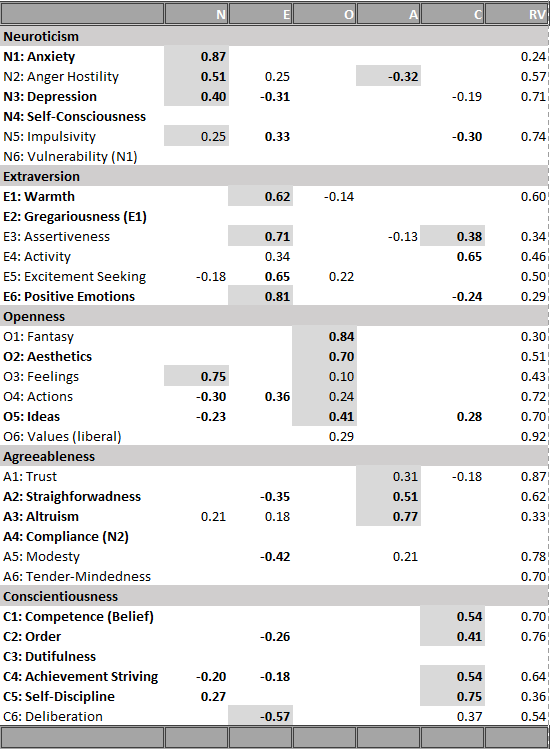 N E O A C RV
Neuroticism
N1: Anxiety 0.87 0.24
N2: Anger Hostility 0.51 0.25 -0.32 0.57
N3: Depression 0.40 -0.31 -0.19 0.71
N4: Self-Consciousness
N5: Impulsivity 0.25 0.33 -0.30 0.74
N6: Vulnerability (N1)
Extraversion
E1: Warmth 0.62 -0.14 0.60
E2: Gregariousness (E1)
E3: Assertiveness 0.71 -0.13 0.38 0.34
E4: Activity 0.34 0.65 0.46
E5: Excitement Seeking -0.18 0.65 0.22 0.50
E6: Positive Emotions 0.81 -0.24 0.29
Openness
O1: Fantasy 0.84 0.30
O2: Aesthetics 0.70 0.51
O3: Feelings 0.75 0.10 0.43
O4: Actions -0.30 0.36 0.24 0.72
O5: Ideas -0.23 0.41 0.28 0.70
O6: Values (liberal) 0.29 0.92
Agreeableness
A1: Trust 0.31 -0.18 0.87
A2: Straighforwadness -0.35 0.51 0.62
A3: Altruism 0.21 0.18 0.77 0.33
A4: Compliance (N2)
A5: Modesty -0.42 0.21 0.78
A6: Tender-Mindedness 0.70
Conscientiousness
C1: Competence (Belief) 0.54 0.70
C2: Order -0.26 0.41 0.76
C3: Dutifulness
C4: Achievement Striving -0.20 -0.18 0.54 0.64
C5: Self-Discipline 0.27 0.75 0.36
C6: Deliberation -0.57 0.37 0.54